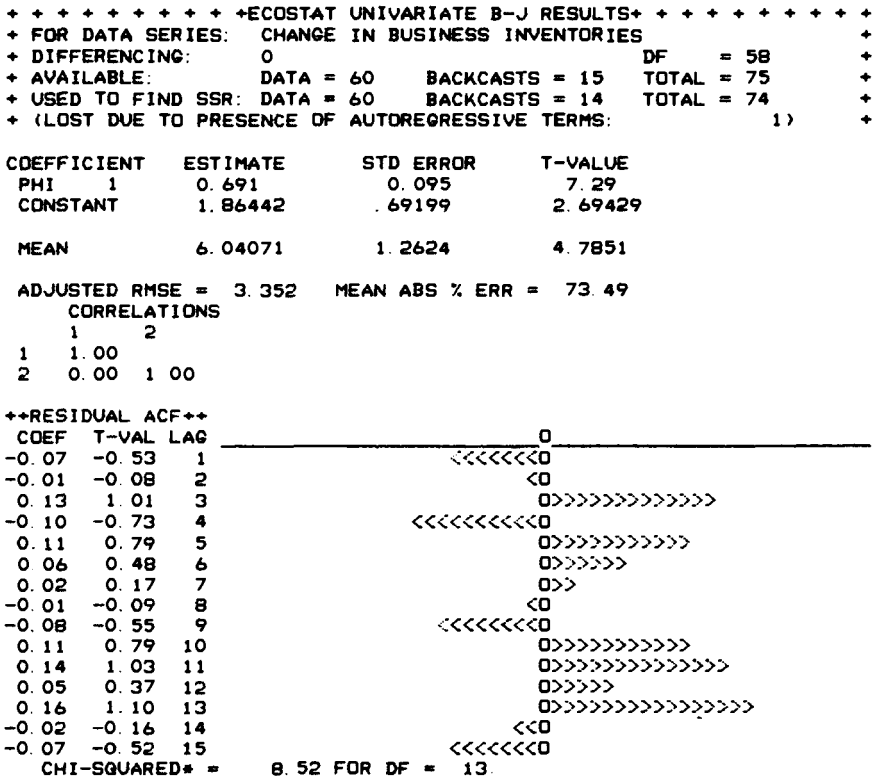 + + + + + + + + +ECOSTAT UNIVARIATE B-J RESULTS+ + + + + + + + + +
+ FOR DATA SERIES: CHANGE IN BUSINESS INVENTORIES +
+ DIFFERENCING: 0 DF = 58 +
+ AVAILABLE: DATA = 60 BACKCASTS = 15 TOTAL = 75 +
+ USED TO FIND SSR: DATA = 60 BACKCASTS = 14 TOTAL = 74 +
+ (LOST DUE TO PRESENCE OF AUTOREGRESSIVE TERMS: 1) +
COEFFICIENT ESTIMATE STD ERROR T-VALUE
PHI 1 0.691 0.095 7.29
CONSTANT 1.86442 .69199 2.69429
MEAN 6.04071 1.2624 4.7851
ADJUSTED RMSE = 3.352 MEAN ABS % ERR = 73.49
CORRELATIONS
1 2
1 1.00
2 0.00 1 00
++RESIDUAL ACF++
COEF T-VAL LAG 0
-0.07 -0.53 1 <<<<<<<0
-0.01 -0.08 2 <0
0.13 1.01 3 0>>>>>>>>>>>>>
-0.10 -0.73 4 <<<<<<<<<<0
0.11 0.79 5 0>>>>>>>>>>>
0.06 0.48 6 0>>>>>>
0.02 0.17 7 0>>
-0.01 -0.09 8 <0
-0.08 -0.55 9 <<<<<<<<0
0.11 0.79 10 0>>>>>>>>>>>
0.14 1.03 11 0>>>>>>>>>>>>>>
0.05 0.37 12 0>>>>>
0.16 1.10 13 0>>>>>>>>>>>>>>>>
-0.02 -0.16 14 <<0
-0.07 -0.52 15 <<<<<<<0
CHI-SQUARED* = 8.52 FOR DF = 13.